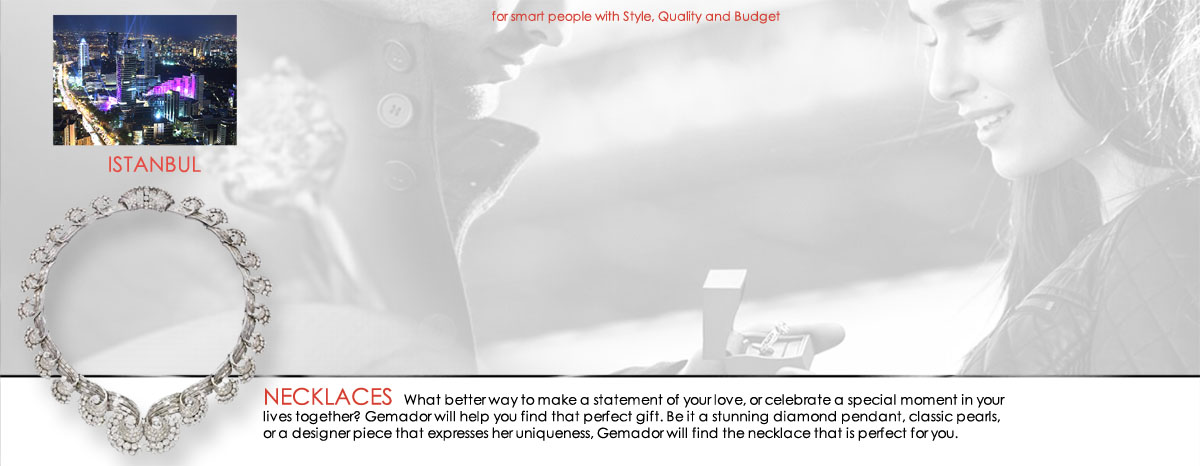 for smart people with Style, Quality and Budget
ISTANBUL
NECKLACES What better way to make a statement of your love, or celebrate a special moment in your
lives together? Gemador will help you find that perfect gift. Be it a stunning diamond pendant, classic pearls,
or a designer piece that expresses her uniqueness, Gemador will find the necklace that is perfect for you.